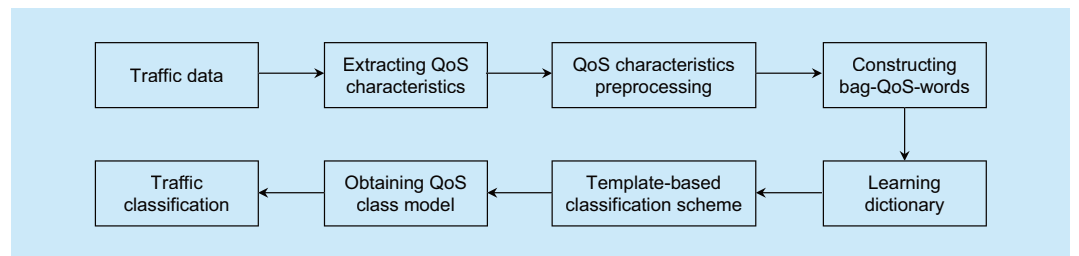 Traffic data
Extracting QoS
characteristics
QoS characteristics
preprocessing
Constructing
bag-QoS-words
Traffic
classification
Obtaining QoS
class model
Template-based
classification scheme
Learning
dictionary